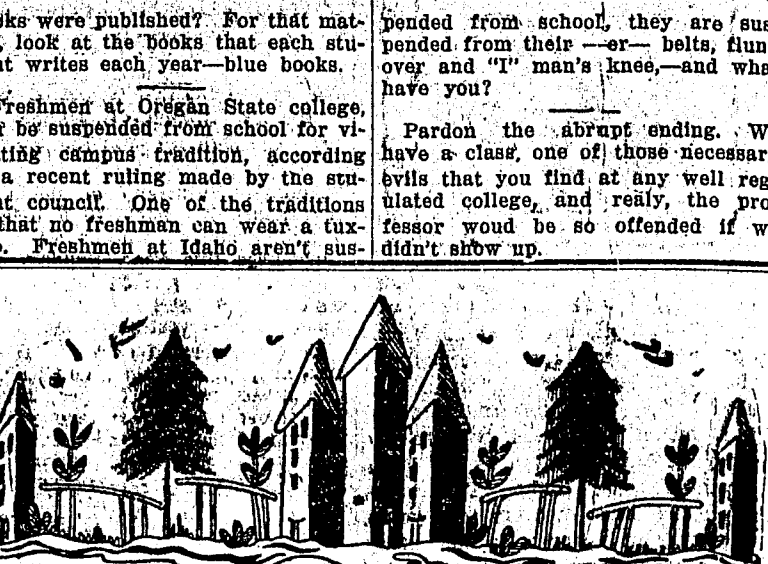 ks were published? For that mat-
, look at the books that each stu-
nt writes each year—blue books.
Freshmen at Oregan State college,
r be suspended from school for vi-
ting campus tradition, according
a recent ruling made by the stu-
nt council. One of the traditions
that no freshman can wear a tux-
o. Freshmen at Idaho aren't sus-
pended from school, they are sus
pended from their —er— belts, flun
over and "I" man's knee,—and wha
have you?
Pardon the abrupt ending. W
have a class, one of those necessar
evils that you find at any well reg
ulated college, and realy, the pro
fessor woud be so offended if w
didn't show up.